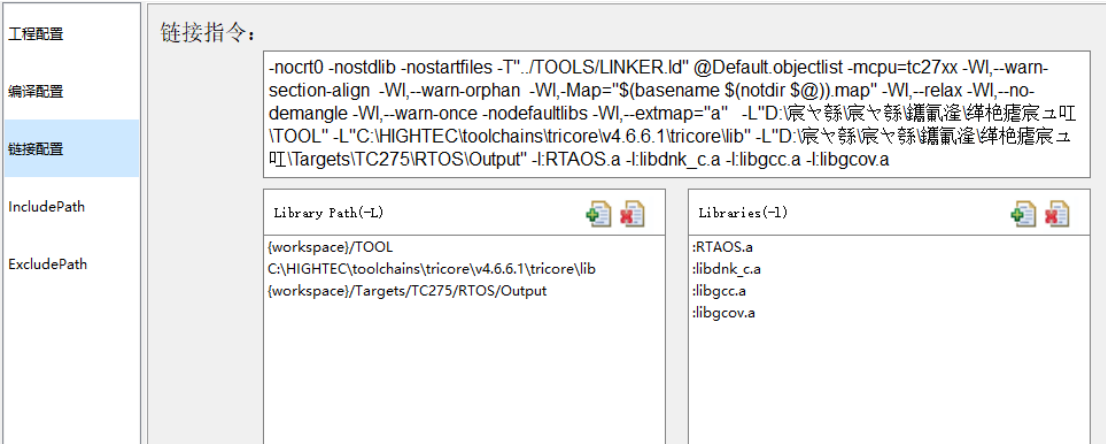 工程配置
编译配置
链接配置
IncludePath
ExcludePath
链接指令：
-nocrt0 -nostdlib -nostartfiles -T"../TOOLS/LINKER.ld" @Default.objectlist -mcpu=tc27xx -Wl,--warn-
section-align -Wl,--warn-orphan -Wl,-Map="$(basename $(notdir $@)).map" -Wl,--relax -Wl,--no-
demangle -Wl,--warn-once -nodefaultlibs -Wl,--extmap="a" -L"D:\
\TOOL" -L"C:\HIGHTEC\toolchains\tricore\v4.6.6.1\tricore\lib" -L"D:\
\Targets\TC275\RTOS\Output" -l:RTAOS.a -l:libdnk_c.a -l:libgcc.a -l:libgcov.a
Library Path(-L)
{workspace}/TOOL
C:\HIGHTEC\toolchains\tricore\v4.6.6.1\tricore\lib
{workspace}/Targets/TC275/RTOS/Output
Libraries(-l)
:RTAOS.a
:libdnk_c.a
:libgcc.a
:libgcov.a